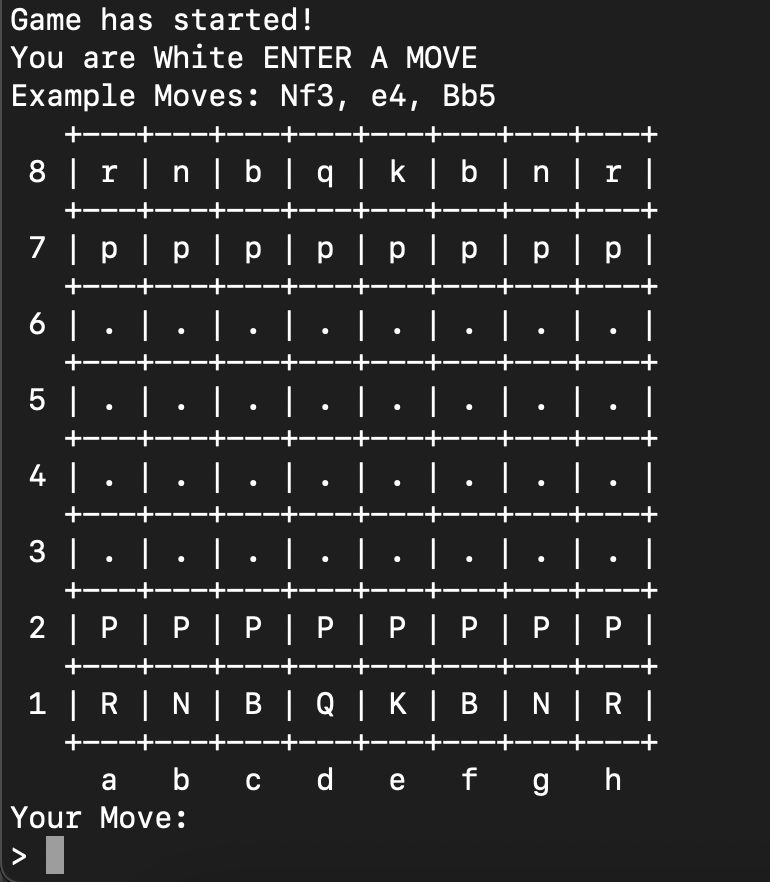 Game has started!
You are White ENTER A MOVE
Example Moves: Nf3, e4, Bb5
    +---+---+---+---+---+---+---+---+
 8 | r | n | b | q | k | b | n | r |
    +---+---+---+---+---+---+---+---+
 7 | p | p | p | p | p | p | p | p |
    +---+---+---+---+---+---+---+---+
 6 | . | . | . | . | . | . | . | . |
    +---+---+---+---+---+---+---+---+
 5 | . | . | . | . | . | . | . | . |
    +---+---+---+---+---+---+---+---+
 4 | . | . | . | . | . | . | . | . |
    +---+---+---+---+---+---+---+---+
 3 | . | . | . | . | . | . | . | . |
    +---+---+---+---+---+---+---+---+
 2 | P | P | P | P | P | P | P | P |
    +---+---+---+---+---+---+---+---+
 1 | R | N | B | Q | K | B | N | R |
    +---+---+---+---+---+---+---+---+
      a   b   c   d   e   f   g   h
Your Move:
>